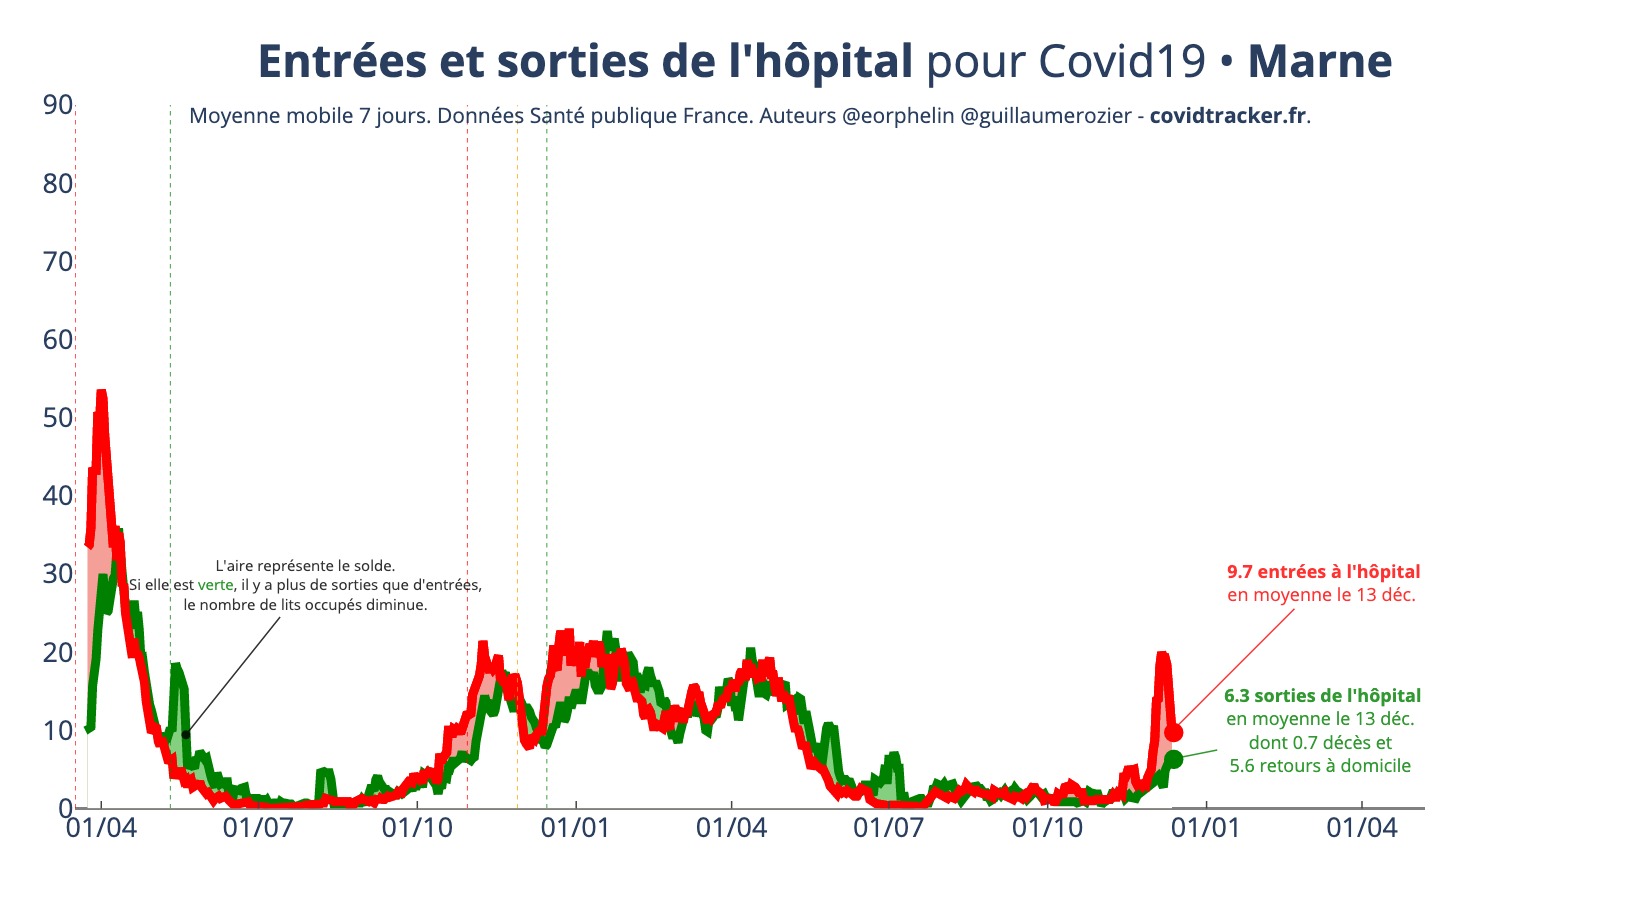 Entrées et sorties de l'hôpital pour Covid19 • Marne
Moyenne mobile 7 jours. Données Santé publique France. Auteurs @eorphelin @guillaumerozier - covidtracker.fr.
90
80
70
60
50
40
30
20
10
0
L'aire représente le solde.
Si elle est verte, il y a plus de sorties que d'entrées,
le nombre de lits occupés diminue.
9.7 entrées à l'hôpital
en moyenne le 13 déc.
6.3 sorties de l'hôpital
en moyenne le 13 déc.
dont 0.7 décès et
5.6 retours à domicile
01/04
01/07
01/10
01/01
01/04
01/07
01/10
01/01
01/04